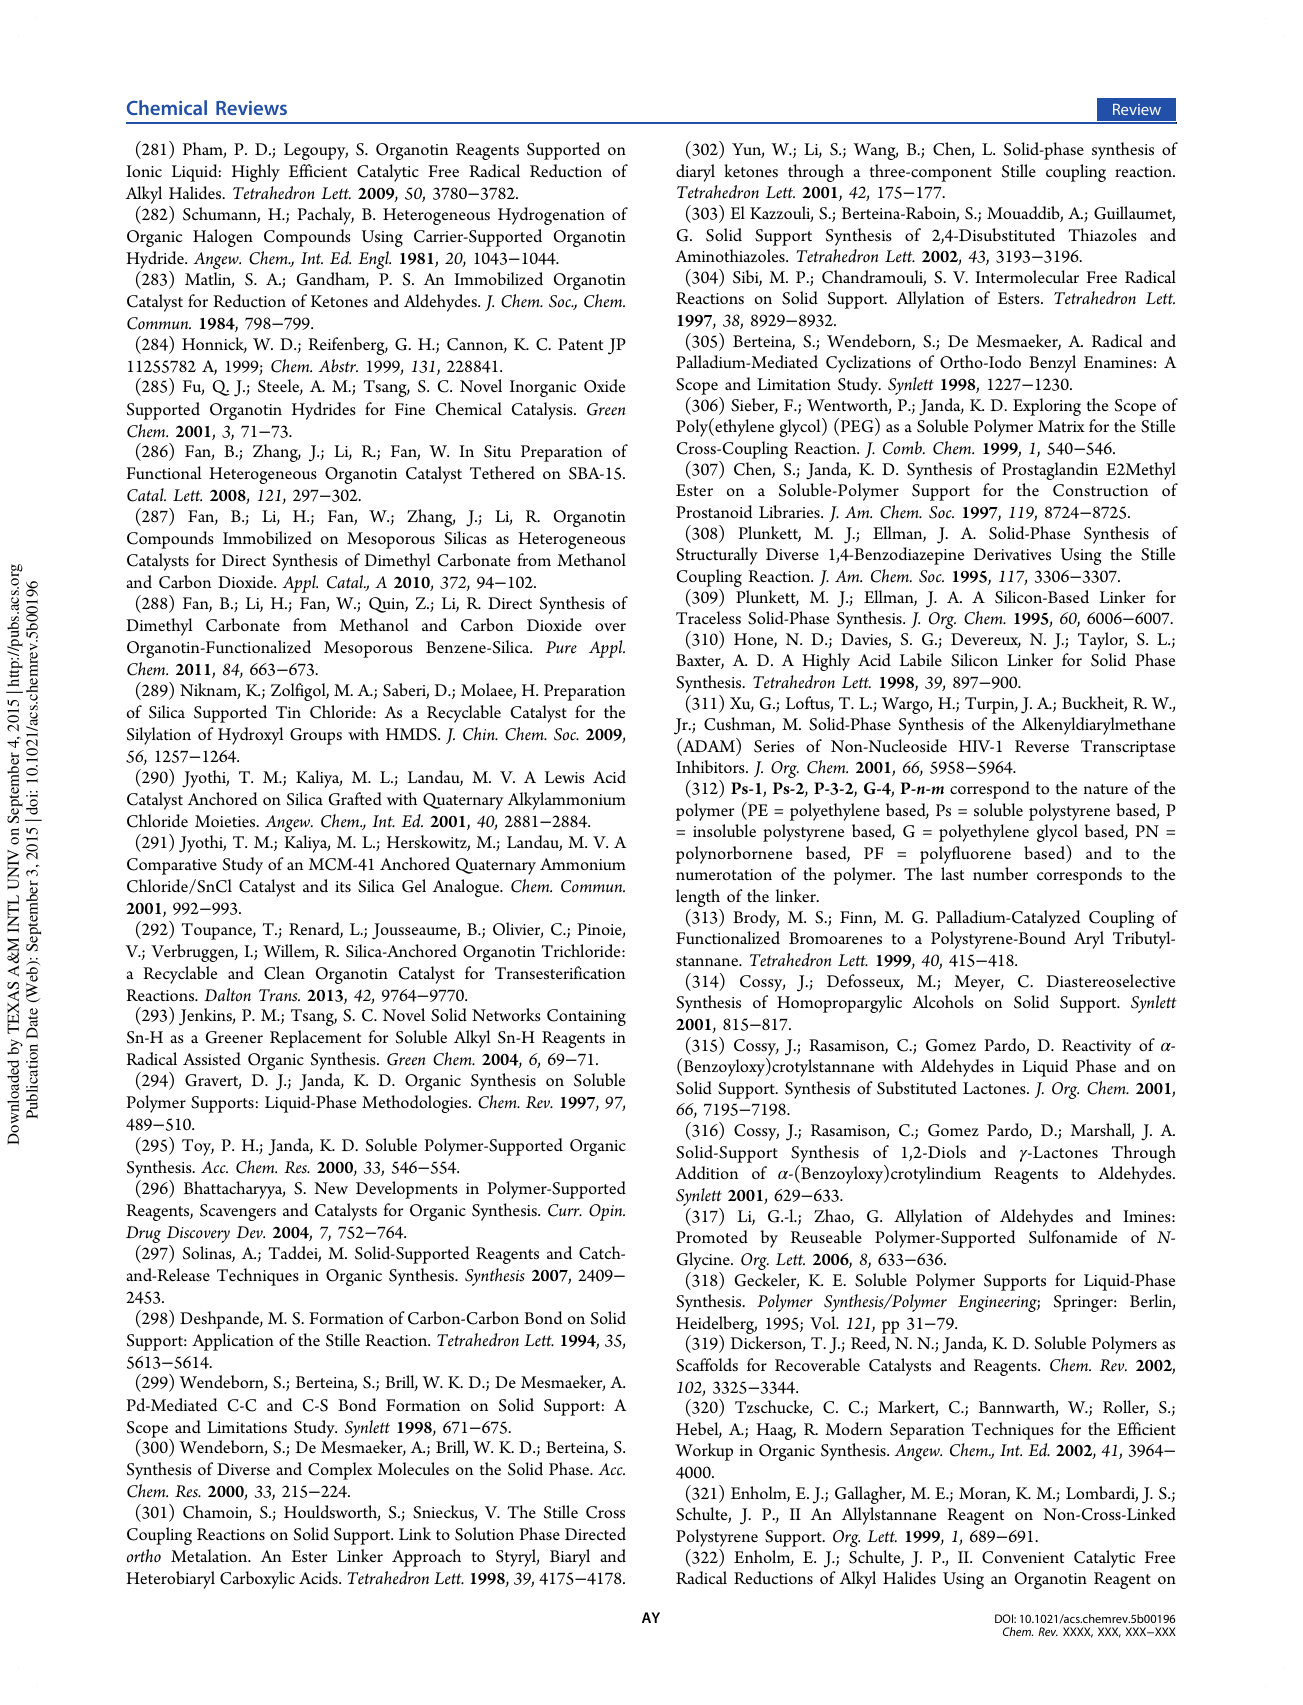 Chemical Reviews
Review
(281) Pham, P. D.; Legoupy, S. Organotin Reagents Supported on
Ionic Liquid: Highly Efficient Catalytic Free Radical Reduction of
Alkyl Halides. Tetrahedron Lett. 2009, 50, 3780−3782.
(282) Schumann, H.; Pachaly, B. Heterogeneous Hydrogenation of
Organic Halogen Compounds Using Carrier-Supported Organotin
Hydride. Angew. Chem., Int. Ed. Engl. 1981, 20, 1043−1044.
(283) Matlin, S. A.; Gandham, P. S. An Immobilized Organotin
Catalyst for Reduction of Ketones and Aldehydes. J. Chem. Soc., Chem.
Commun. 1984, 798−799.
(284) Honnick, W. D.; Reifenberg, G. H.; Cannon, K. C. Patent JP
11255782 A, 1999; Chem. Abstr. 1999, 131, 228841.
(285) Fu, Q. J.; Steele, A. M.; Tsang, S. C. Novel Inorganic Oxide
Supported Organotin Hydrides for Fine Chemical Catalysis. Green
Chem. 2001, 3, 71−73.
(286) Fan, B.; Zhang, J.; Li, R.; Fan, W. In Situ Preparation of
Functional Heterogeneous Organotin Catalyst Tethered on SBA-15.
Catal. Lett. 2008, 121, 297−302.
(287) Fan, B.; Li, H.; Fan, W.; Zhang, J.; Li, R. Organotin
Compounds Immobilized on Mesoporous Silicas as Heterogeneous
Catalysts for Direct Synthesis of Dimethyl Carbonate from Methanol
and Carbon Dioxide. Appl. Catal., A 2010, 372, 94−102.
(288) Fan, B.; Li, H.; Fan, W.; Quin, Z.; Li, R. Direct Synthesis of
Dimethyl Carbonate from Methanol and Carbon Dioxide over
Organotin-Functionalized Mesoporous Benzene-Silica. Pure Appl.
Chem. 2011, 84, 663−673.
(289) Niknam, K.; Zolfigol, M. A.; Saberi, D.; Molaee, H. Preparation
of Silica Supported Tin Chloride: As a Recyclable Catalyst for the
Silylation of Hydroxyl Groups with HMDS. J. Chin. Chem. Soc. 2009,
56, 1257−1264.
(290) Jyothi, T. M.; Kaliya, M. L.; Landau, M. V. A Lewis Acid
Catalyst Anchored on Silica Grafted with Quaternary Alkylammonium
Chloride Moieties. Angew. Chem., Int. Ed. 2001, 40, 2881−2884.
(291) Jyothi, T. M.; Kaliya, M. L.; Herskowitz, M.; Landau, M. V. A
Comparative Study of an MCM-41 Anchored Quaternary Ammonium
Chloride/SnCl Catalyst and its Silica Gel Analogue. Chem. Commun.
2001, 992−993.
(292) Toupance, T.; Renard, L.; Jousseaume, B.; Olivier, C.; Pinoie,
V.; Verbruggen, I.; Willem, R. Silica-Anchored Organotin Trichloride:
a Recyclable and Clean Organotin Catalyst for Transesterification
Reactions. Dalton Trans. 2013, 42, 9764−9770.
(293) Jenkins, P. M.; Tsang, S. C. Novel Solid Networks Containing
Sn-H as a Greener Replacement for Soluble Alkyl Sn-H Reagents in
Radical Assisted Organic Synthesis. Green Chem. 2004, 6, 69−71.
(294) Gravert, D. J.; Janda, K. D. Organic Synthesis on Soluble
Polymer Supports: Liquid-Phase Methodologies. Chem. Rev. 1997, 97,
489−510.
(295) Toy, P. H.; Janda, K. D. Soluble Polymer-Supported Organic
Synthesis. Acc. Chem. Res. 2000, 33, 546−554.
(296) Bhattacharyya, S. New Developments in Polymer-Supported
Reagents, Scavengers and Catalysts for Organic Synthesis. Curr. Opin.
Drug Discovery Dev. 2004, 7, 752−764.
(297) Solinas, A.; Taddei, M. Solid-Supported Reagents and Catch-
and-Release Techniques in Organic Synthesis. Synthesis 2007, 2409−
2453.
(298) Deshpande, M. S. Formation of Carbon-Carbon Bond on Solid
Support: Application of the Stille Reaction. Tetrahedron Lett. 1994, 35,
5613−5614.
(299) Wendeborn, S.; Berteina, S.; Brill, W. K. D.; De Mesmaeker, A.
Pd-Mediated C-C and C-S Bond Formation on Solid Support: A
Scope and Limitations Study. Synlett 1998, 671−675.
(300) Wendeborn, S.; De Mesmaeker, A.; Brill, W. K. D.; Berteina, S.
Synthesis of Diverse and Complex Molecules on the Solid Phase. Acc.
Chem. Res. 2000, 33, 215−224.
(301) Chamoin, S.; Houldsworth, S.; Snieckus, V. The Stille Cross
Coupling Reactions on Solid Support. Link to Solution Phase Directed
ortho Metalation. An Ester Linker Approach to Styryl, Biaryl and
Heterobiaryl Carboxylic Acids. Tetrahedron Lett. 1998, 39, 4175−4178.
(302) Yun, W.; Li, S.; Wang, B.; Chen, L. Solid-phase synthesis of
diaryl ketones through a three-component Stille coupling reaction.
Tetrahedron Lett. 2001, 42, 175−177.
(303) El Kazzouli, S.; Berteina-Raboin, S.; Mouaddib, A.; Guillaumet,
G. Solid Support Synthesis of 2,4-Disubstituted Thiazoles and
Aminothiazoles. Tetrahedron Lett. 2002, 43, 3193−3196.
(304) Sibi, M. P.; Chandramouli, S. V. Intermolecular Free Radical
Reactions on Solid Support. Allylation of Esters. Tetrahedron Lett.
1997, 38, 8929−8932.
(305) Berteina, S.; Wendeborn, S.; De Mesmaeker, A. Radical and
Palladium-Mediated Cyclizations of Ortho-Iodo Benzyl Enamines: A
Scope and Limitation Study. Synlett 1998, 1227−1230.
(306) Sieber, F.; Wentworth, P.; Janda, K. D. Exploring the Scope of
Poly(ethylene glycol) (PEG) as a Soluble Polymer Matrix for the Stille
Cross-Coupling Reaction. J. Comb. Chem. 1999, 1, 540−546.
(307) Chen, S.; Janda, K. D. Synthesis of Prostaglandin E2Methyl
Ester on a Soluble-Polymer Support for the Construction of
Prostanoid Libraries. J. Am. Chem. Soc. 1997, 119, 8724−8725.
(308) Plunkett, M. J.; Ellman, J. A. Solid-Phase Synthesis of
Structurally Diverse 1,4-Benzodiazepine Derivatives Using the Stille
Coupling Reaction. J. Am. Chem. Soc. 1995, 117, 3306−3307.
(309) Plunkett, M. J.; Ellman, J. A. A Silicon-Based Linker for
Traceless Solid-Phase Synthesis. J. Org. Chem. 1995, 60, 6006−6007.
(310) Hone, N. D.; Davies, S. G.; Devereux, N. J.; Taylor, S. L.;
Baxter, A. D. A Highly Acid Labile Silicon Linker for Solid Phase
Synthesis. Tetrahedron Lett. 1998, 39, 897−900.
(311) Xu, G.; Loftus, T. L.; Wargo, H.; Turpin, J. A.; Buckheit, R. W.,
Jr.; Cushman, M. Solid-Phase Synthesis of the Alkenyldiarylmethane
(ADAM) Series of Non-Nucleoside HIV-1 Reverse Transcriptase
Inhibitors. J. Org. Chem. 2001, 66, 5958−5964.
(312) Ps-1, Ps-2, P-3-2, G-4, P-n-m correspond to the nature of the
polymer (PE = polyethylene based, Ps = soluble polystyrene based, P
= insoluble polystyrene based, G = polyethylene glycol based, PN =
polynorbornene based, PF = polyfluorene based) and to the
numerotation of the polymer. The last number corresponds to the
length of the linker.
(313) Brody, M. S.; Finn, M. G. Palladium-Catalyzed Coupling of
Functionalized Bromoarenes to a Polystyrene-Bound Aryl Tributyl-
stannane. Tetrahedron Lett. 1999, 40, 415−418.
(314) Cossy, J.; Defosseux, M.; Meyer, C. Diastereoselective
Synthesis of Homopropargylic Alcohols on Solid Support. Synlett
2001, 815−817.
(315) Cossy, J.; Rasamison, C.; Gomez Pardo, D. Reactivity of α-
(Benzoyloxy)crotylstannane with Aldehydes in Liquid Phase and on
Solid Support. Synthesis of Substituted Lactones. J. Org. Chem. 2001,
66, 7195−7198.
(316) Cossy, J.; Rasamison, C.; Gomez Pardo, D.; Marshall, J. A.
Solid-Support Synthesis of 1,2-Diols and γ-Lactones Through
Addition of α-(Benzoyloxy)crotylindium Reagents to Aldehydes.
Synlett 2001, 629−633.
(317) Li, G.-l.; Zhao, G. Allylation of Aldehydes and Imines:
Promoted by Reuseable Polymer-Supported Sulfonamide of N-
Glycine. Org. Lett. 2006, 8, 633−636.
(318) Geckeler, K. E. Soluble Polymer Supports for Liquid-Phase
Synthesis. Polymer Synthesis/Polymer Engineering; Springer: Berlin,
Heidelberg, 1995; Vol. 121, pp 31−79.
(319) Dickerson, T. J.; Reed, N. N.; Janda, K. D. Soluble Polymers as
Scaffolds for Recoverable Catalysts and Reagents. Chem. Rev. 2002,
102, 3325−3344.
(320) Tzschucke, C. C.; Markert, C.; Bannwarth, W.; Roller, S.;
Hebel, A.; Haag, R. Modern Separation Techniques for the Efficient
Workup in Organic Synthesis. Angew. Chem., Int. Ed. 2002, 41, 3964−
4000.
(321) Enholm, E. J.; Gallagher, M. E.; Moran, K. M.; Lombardi, J. S.;
Schulte, J. P., II An Allylstannane Reagent on Non-Cross-Linked
Polystyrene Support. Org. Lett. 1999, 1, 689−691.
(322) Enholm, E. J.; Schulte, J. P., II. Convenient Catalytic Free
Radical Reductions of Alkyl Halides Using an Organotin Reagent on
Downloaded by TEXAS A&M INTL UNIV on September 4, 2015 | http://pubs.acs.org
Publication Date (Web): September 3, 2015 | doi: 10.1021/acs.chemrev.5b00196
AY
DOI: 10.1021/acs.chemrev.5b00196
Chem. Rev. XXXX, XXX, XXX−XXX